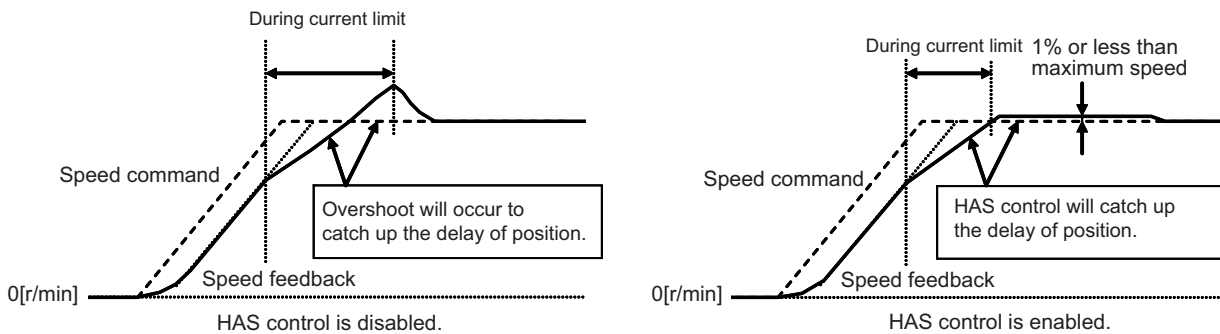 During current limit
Speed command
Overshoot will occur to
catch up the delay of position.
Speed feedback
0[r/min]
HAS control is disabled.
During current limit
1% or less than
maximum speed
Speed command
HAS control will catch up
the delay of position.
Speed feedback
0[r/min]
HAS control is enabled.